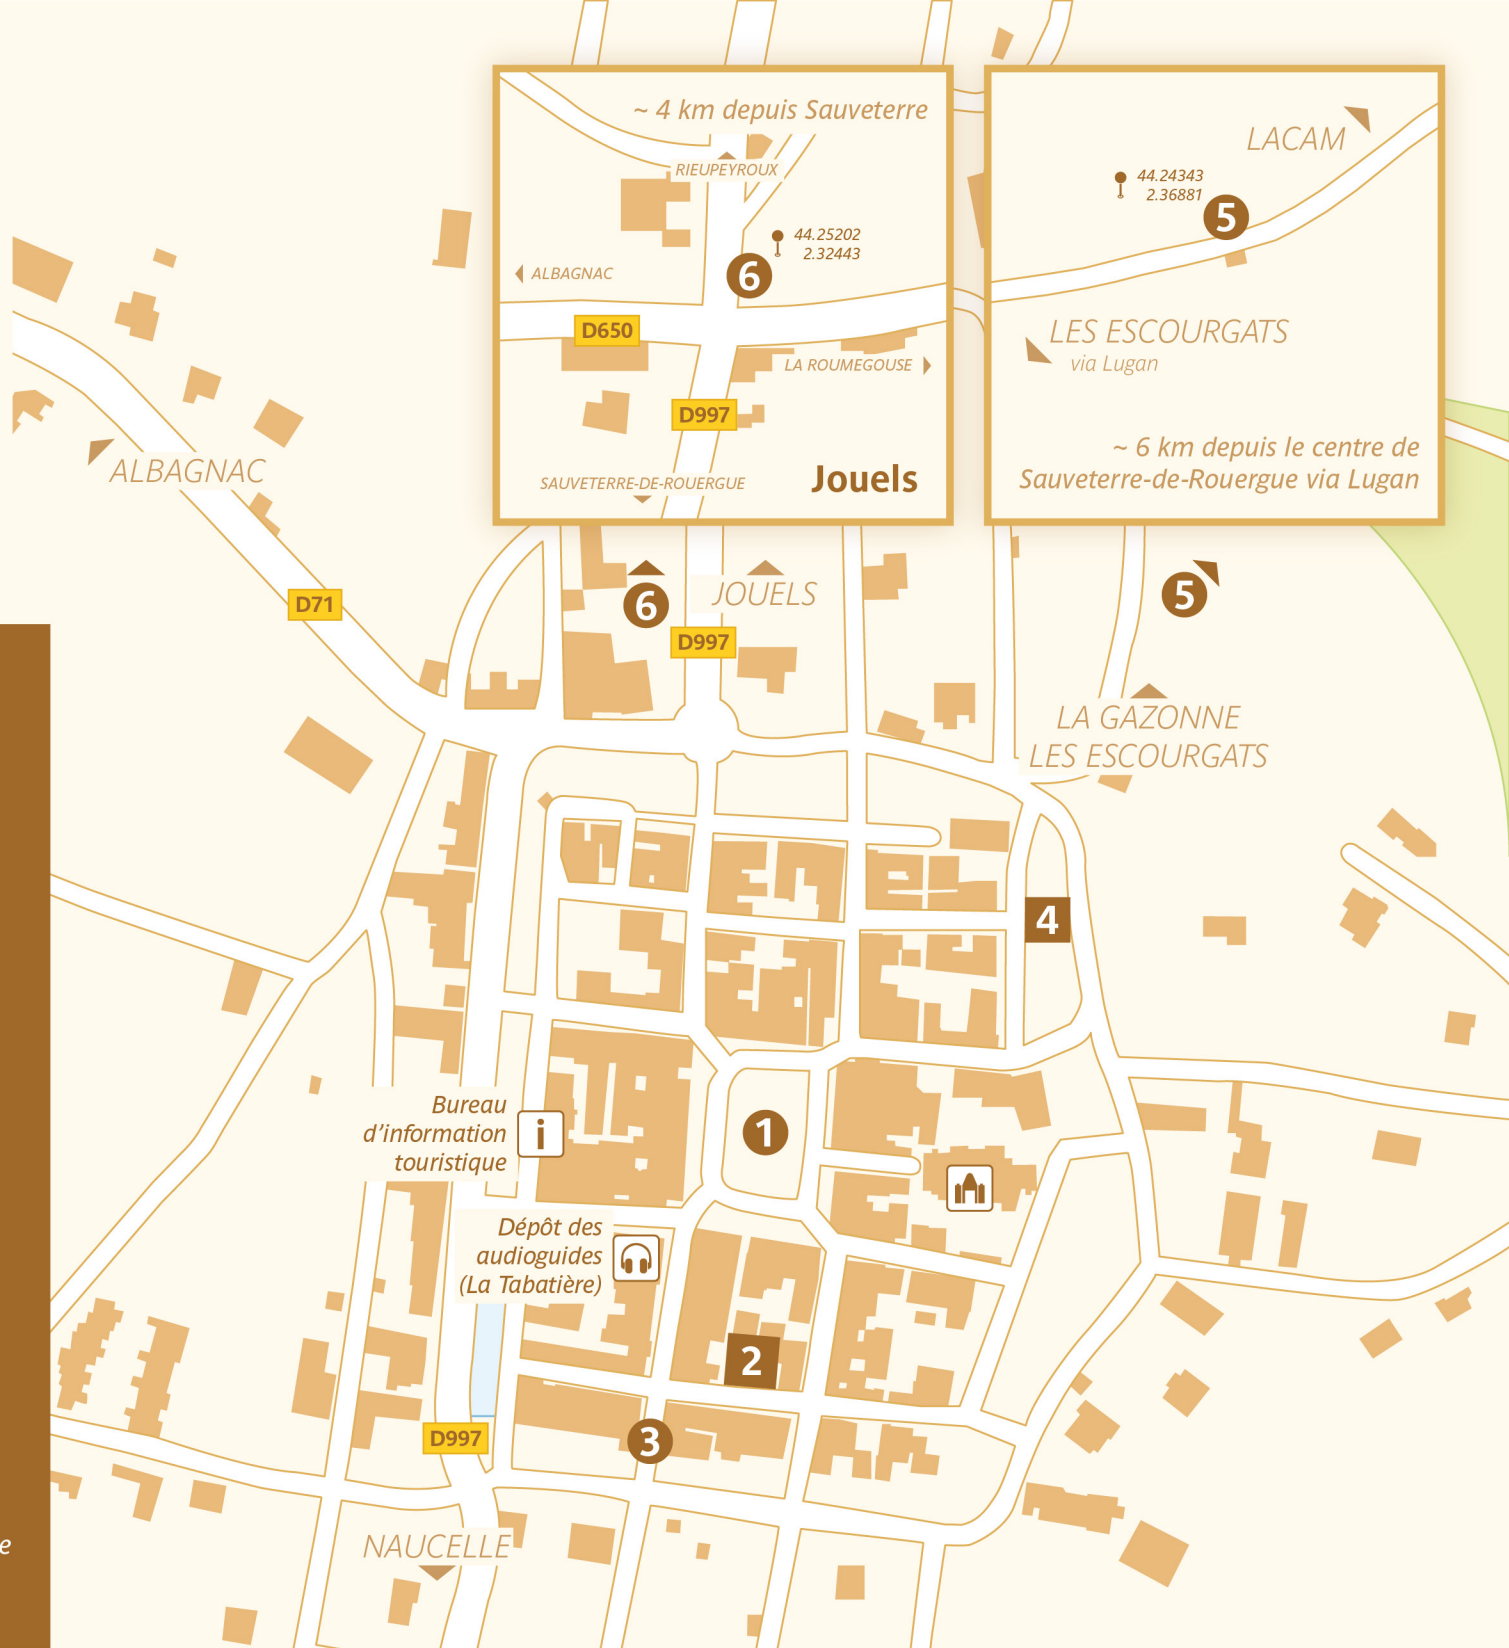 ~ 4 km depuis Sauveterre
RIEUPEYROUX
44.25202
2.32443
6
ALBAGNAC
D650
LA ROUMEGOUSE
D997
SAUVETERRE-DE-ROUERGUE
Jouels
LACAM
44.24343
2.36881
5
LES ESCOURGATS
via Lugan
~ 6 km depuis le centre de
Sauveterre-de-Rouergue via Lugan
ALBAGNAC
D71
6
JOUELS
D997
5
LA GAZONNE
LES ESCOURGATS
4
Bureau
d'information
touristique
i
1
Dépôt des
audioguides
(La Tabatière)
2
D997
3
NAUCELLE
e